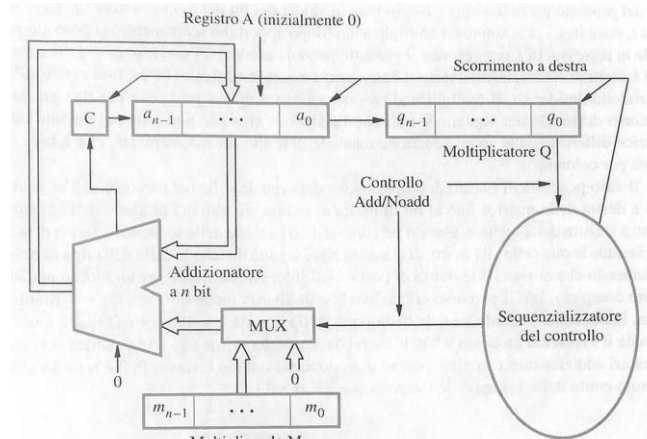 Registro A (inizialmente 0)
Scorrimento a destra
C
a_{n-1} · · · a_0
q_{n-1} · · · q_0
Moltiplicatore Q
Controllo
Add/Noadd
Addizionatore
a n bit
MUX
Sequenzializzatore
del controllo
0
0
m_{n-1} · · · m_0